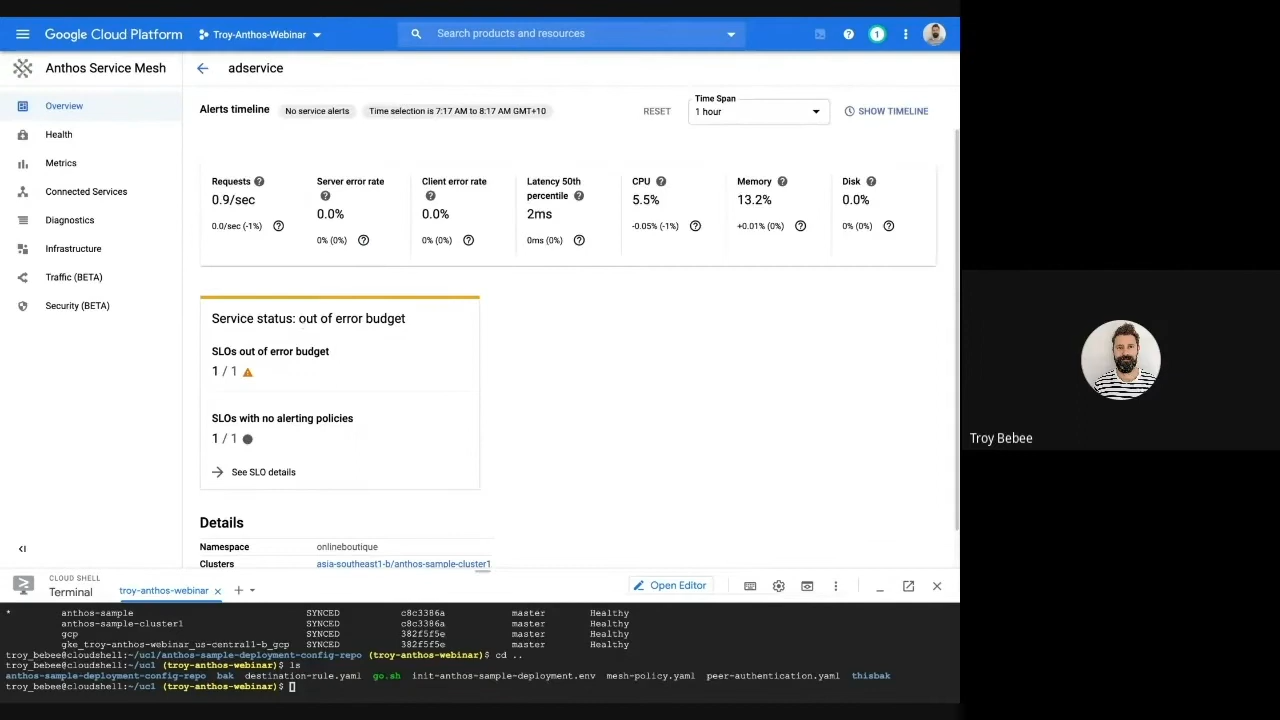 Google Cloud Platform
Troy-Anthos-Webinar
Search products and resources
1
Anthos Service Mesh
adservice
Overview
Health
Metrics
Connected Services
Diagnostics
Infrastructure
Traffic (BETA)
Security (BETA)
Alerts timeline
No service alerts
Time selection is 7:17 AM to 8:17 AM GMT+10
RESET
Time Span
1 hour
SHOW TIMELINE
Requests
0.9/sec
0.0/sec (-1%)
Server error rate
0.0%
0% (0%)
Client error rate
0.0%
0% (0%)
Latency 50th
percentile
2ms
0ms (0%)
CPU
5.5%
-0.05% (-1%)
Memory
13.2%
+0.01% (0%)
Disk
0.0%
0% (0%)
Service status: out of error budget
SLOs out of error budget
1 / 1
SLOs with no alerting policies
1 / 1
See SLO details
Details
Namespace onlineboutique
Clusters asia-southeast1-b/anthos-sample-cluster1
CLOUD SHELL
Terminal
troy-anthos-webinar
Open Editor
* anthos-sample SYNCED c8c3386a master Healthy
anthos-sample-cluster1 SYNCED c8c3386a master Healthy
gcp SYNCED 382f5f5e master Healthy
gke_troy-anthos-webinar_us-central1-b_gcp SYNCED 382f5f5e master Healthy
troy_bebee@cloudshell:~/uc1/anthos-sample-deployment-config-repo (troy-anthos-webinar)$ cd ..
troy_bebee@cloudshell:~/uc1 (troy-anthos-webinar)$ ls
anthos-sample-deployment-config-repo bak destination-rule.yaml go.sh init-anthos-sample-deployment.env mesh-policy.yaml peer-authentication.yaml thisbak
troy_bebee@cloudshell:~/uc1 (troy-anthos-webinar)$
Troy Bebee